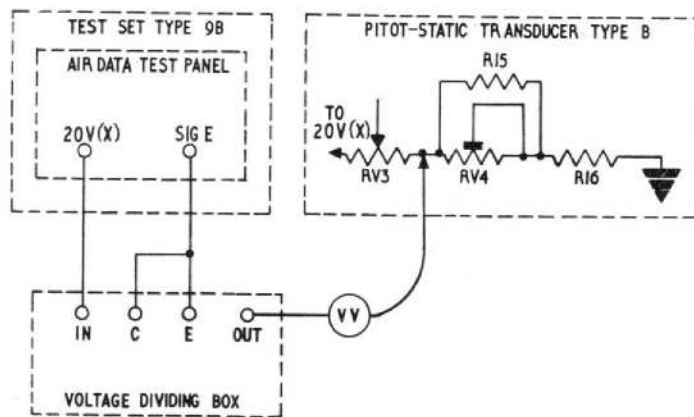 TEST SET TYPE 9B
AIR DATA TEST PANEL
20V(X)
SIG E
PITOT-STATIC TRANSDUCER TYPE B
R15
TO
20V(X)
RV3
RV4
R16
IN
C
E
OUT
VV
VOLTAGE DIVIDING BOX